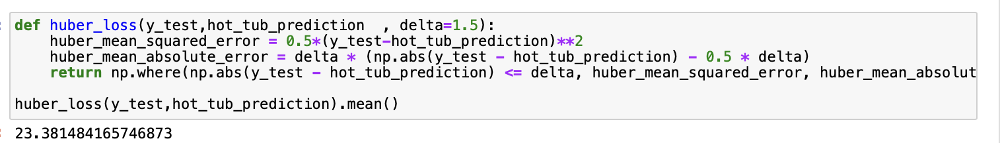 def huber_loss(y_test,hot_tub_prediction  , delta=1.5):
    huber_mean_squared_error = 0.5*(y_test-hot_tub_prediction)**2
    huber_mean_absolute_error = delta * (np.abs(y_test - hot_tub_prediction) - 0.5 * delta)
    return np.where(np.abs(y_test - hot_tub_prediction) <= delta, huber_mean_squared_error, huber_mean_absolut
huber_loss(y_test,hot_tub_prediction).mean()
23.381484165746873